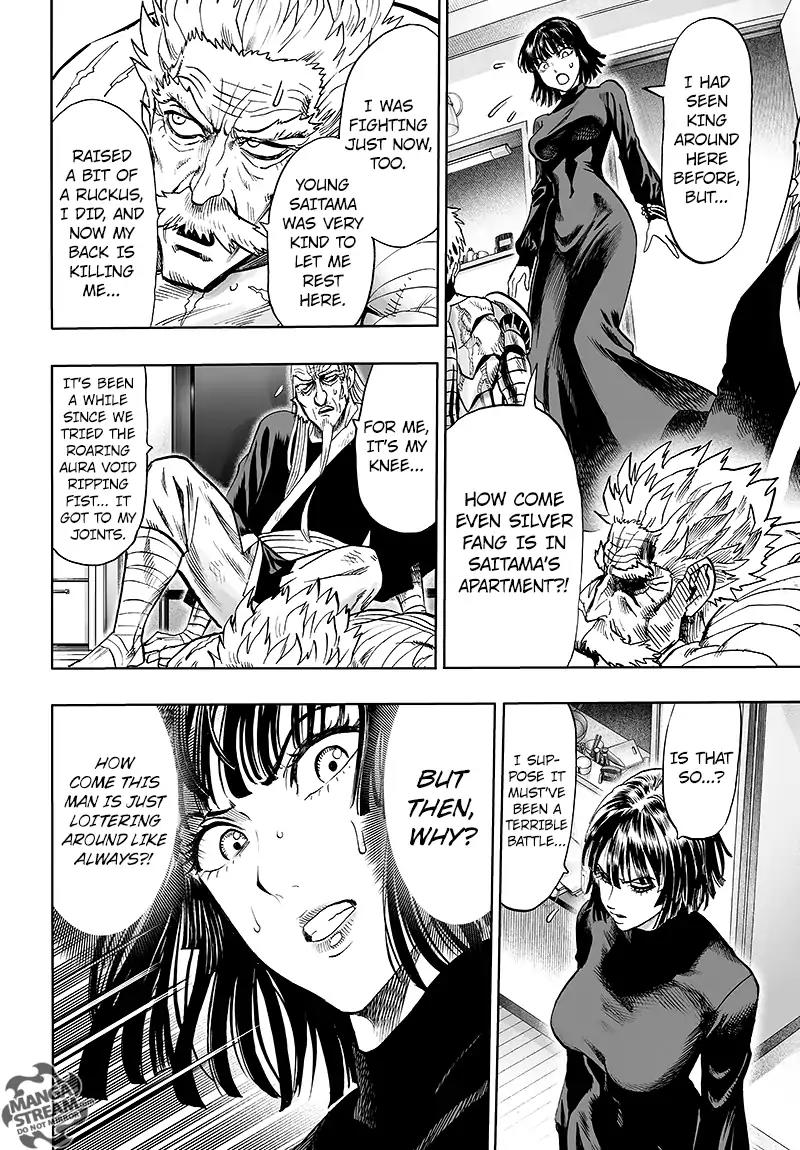 I HAD
SEEN
KING
AROUND
HERE
BEFORE,
BUT...
HOW COME
EVEN SILVER
FANG IS IN
SAITAMA'S
APARTMENT?!
I WAS
FIGHTING
JUST NOW,
TOO.
YOUNG
SAITAMA
WAS VERY
KIND TO
LET ME
REST
HERE.
RAISED
A BIT OF
A RUCKUS,
I DID, AND
NOW MY
BACK IS
KILLING
ME...
FOR ME,
IT'S MY
KNEE...
IT'S BEEN
A WHILE
SINCE WE
TRIED THE
ROARING
AURA VOID
RIPPING
FIST... IT
GOT TO MY
JOINTS.
IS THAT
SO...?
I SUP-
POSE IT
MUST'VE
BEEN A
TERRIBLE
BATTLE...
BUT
THEN,
WHY?
HOW
COME THIS
MAN IS JUST
LOITERING
AROUND LIKE
ALWAYS?!
MANGA
STREAM
DO NOT MIRROR